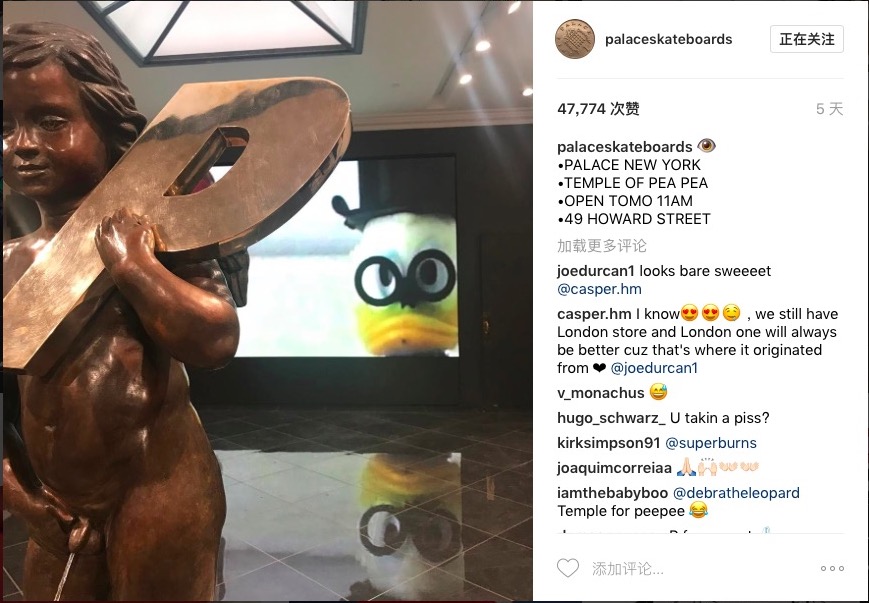 palaceskateboards
正在关注
47,774 次赞
5 天
palaceskateboards 👁
•PALACE NEW YORK
•TEMPLE OF PEA PEA
•OPEN TOMO 11AM
•49 HOWARD STREET
加载更多评论
joedurcan1 looks bare sweeeet
@casper.hm
casper.hm I know😍😍🤤 , we still have
London store and London one will always
be better cuz that's where it originated
from ❤ @joedurcan1
v_monachus 😅
hugo_schwarz_ U takin a piss?
kirksimpson91 @superburns
joaquimcorreiaa 🙏🏻🙌🏻👐🏻👐🏻
iamthebabyboo @debratheleopard
Temple for peepee 😂
添加评论...
P